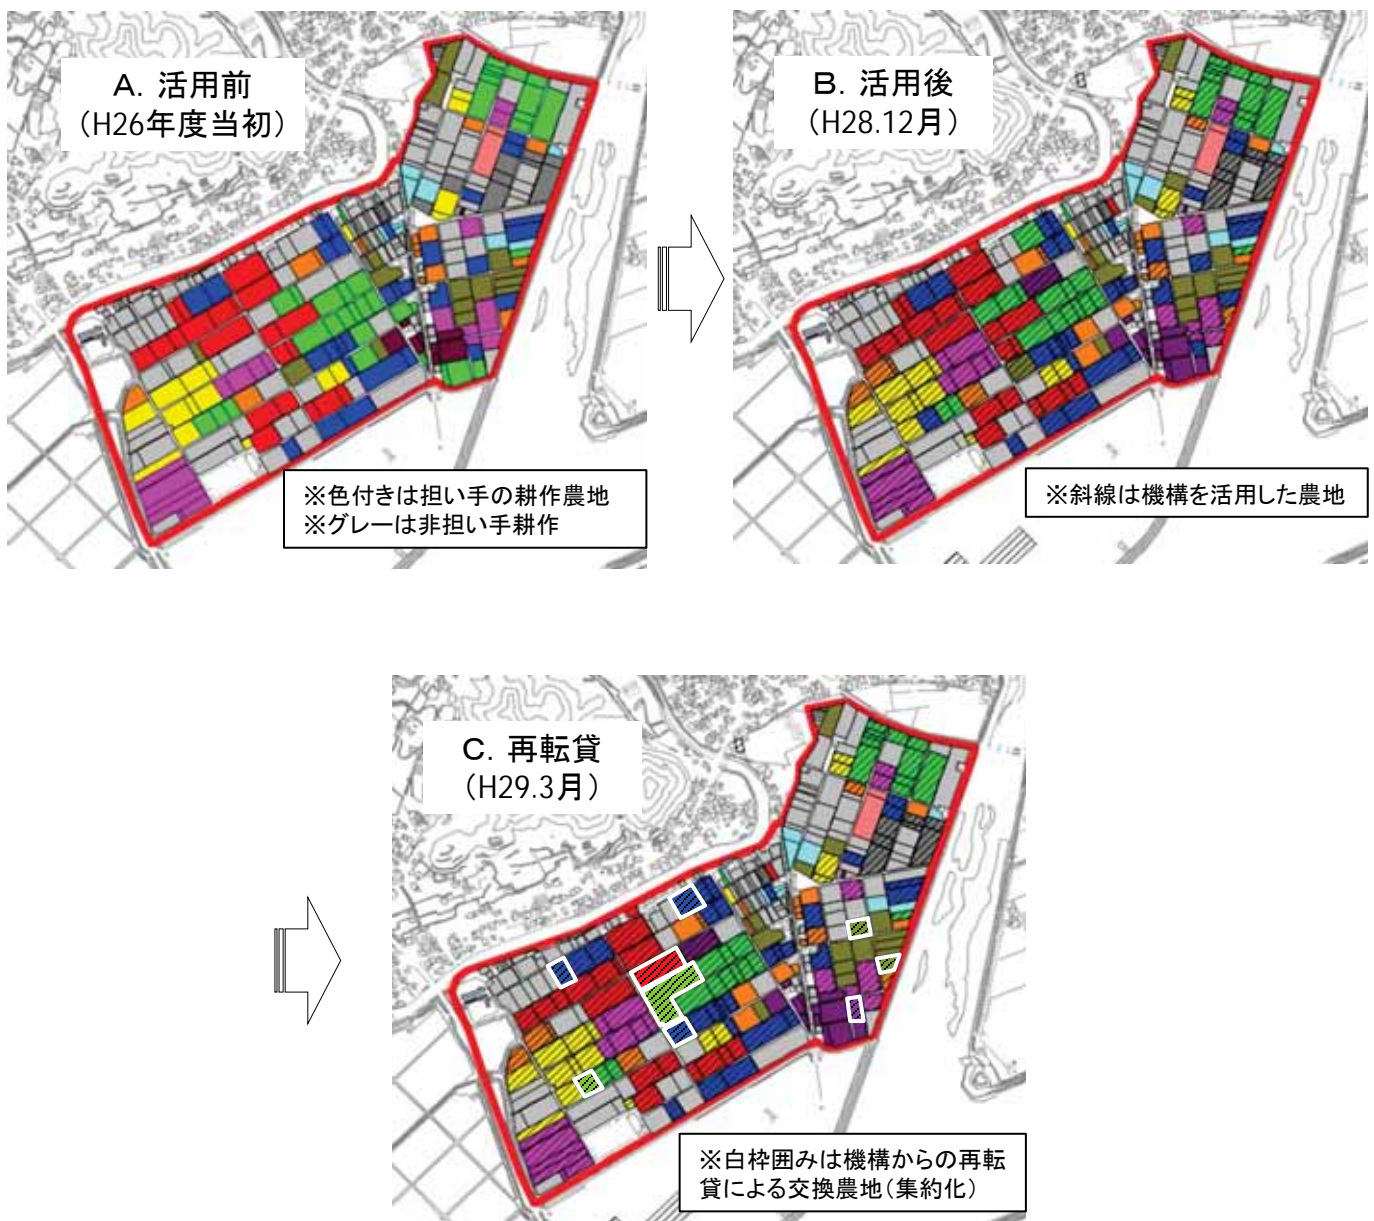 A. 活用前
(H26年度当初)
※色付きは担い手の耕作農地
※グレーは非担い手耕作
B. 活用後
(H28.12月)
※斜線は機構を活用した農地
C. 再転貸
(H29.3月)
※白枠囲みは機構からの再転
貸による交換農地(集約化)